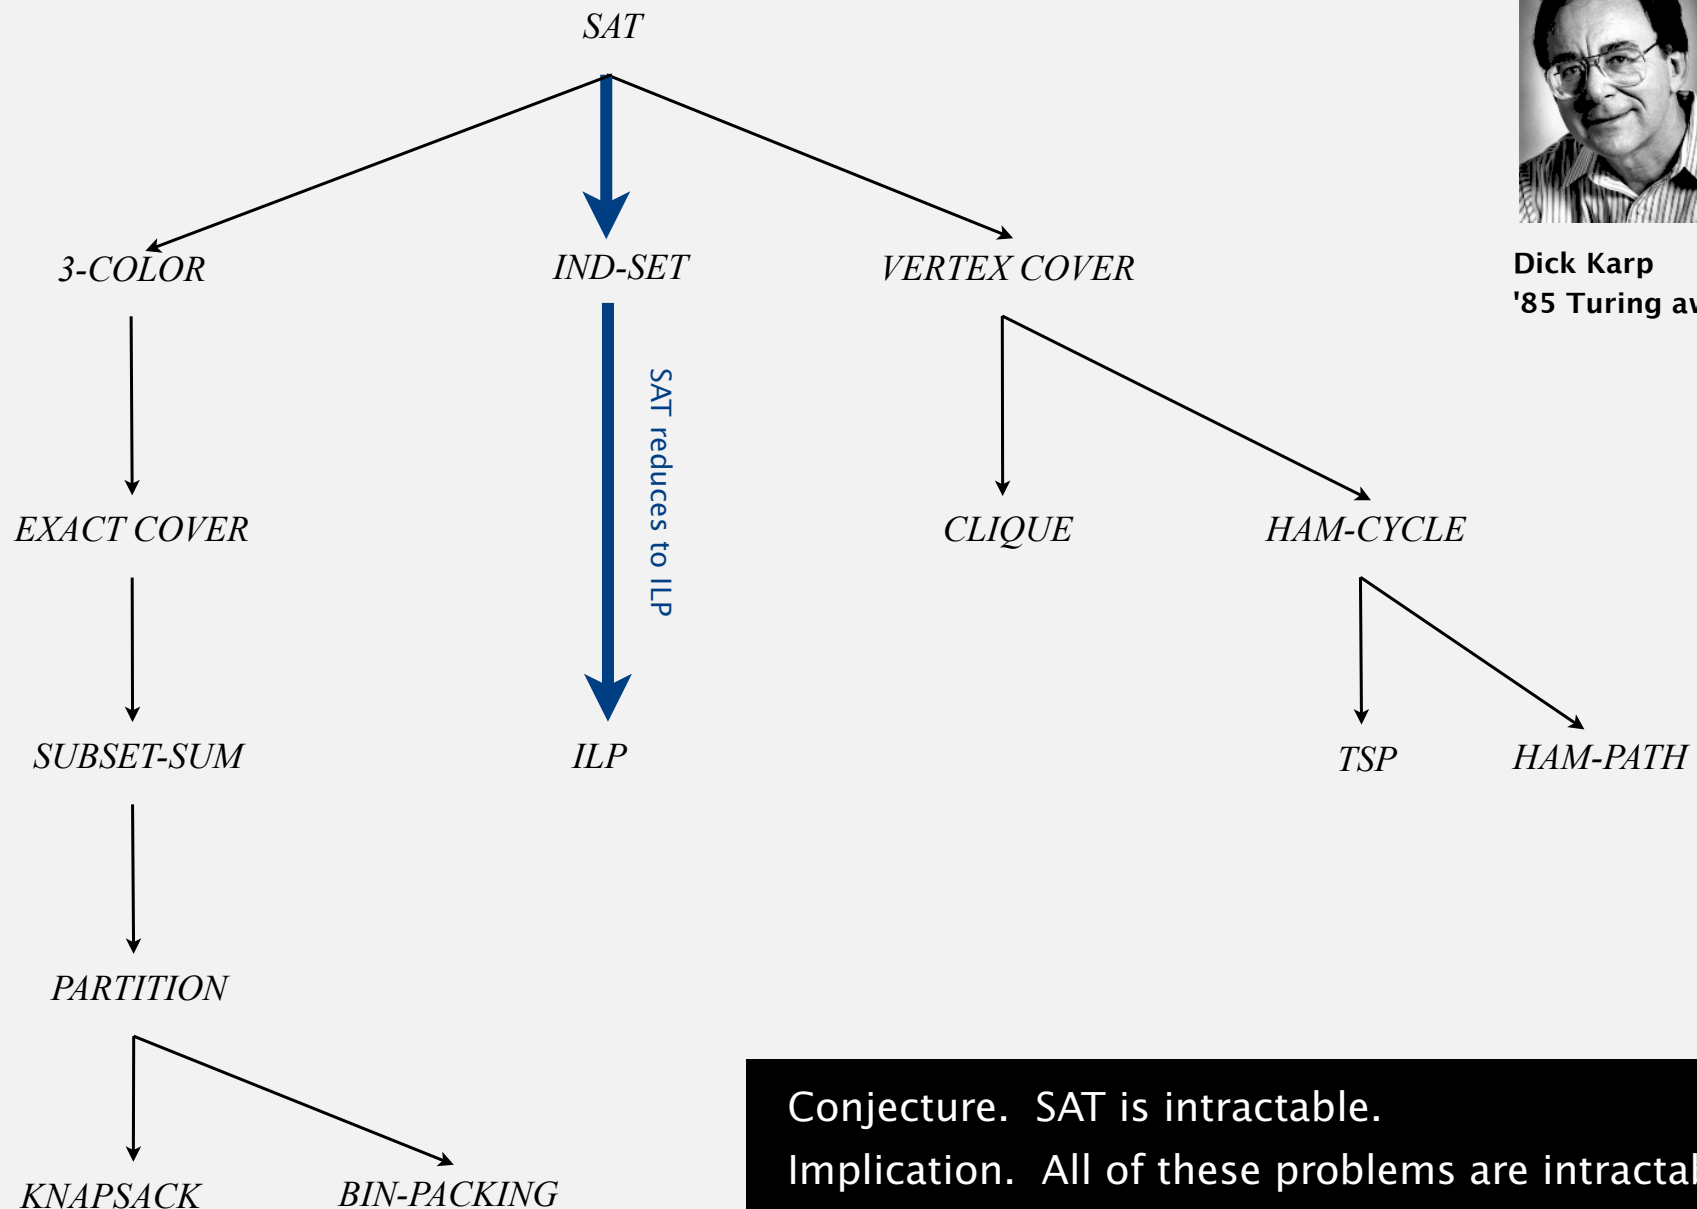 SAT
3-COLOR
IND-SET
VERTEX COVER
Dick Karp
'85 Turing
SAT reduces to ILP
EXACT COVER
CLIQUE
HAM-CYCLE
SUBSET-SUM
ILP
TSP
HAM-PATH
PARTITION
Conjecture. SAT is intractable.
Implication. All of these problems are
KNAPSACK
BIN-PACKING